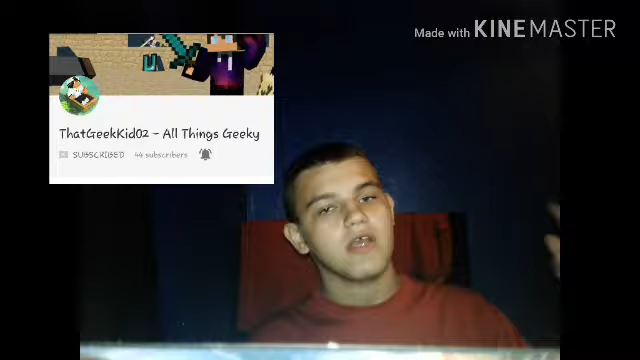 Made with KINEMASTER
ThatGeekKid02 - All Things Geeky
SUBSCRIBED 44 subscribers